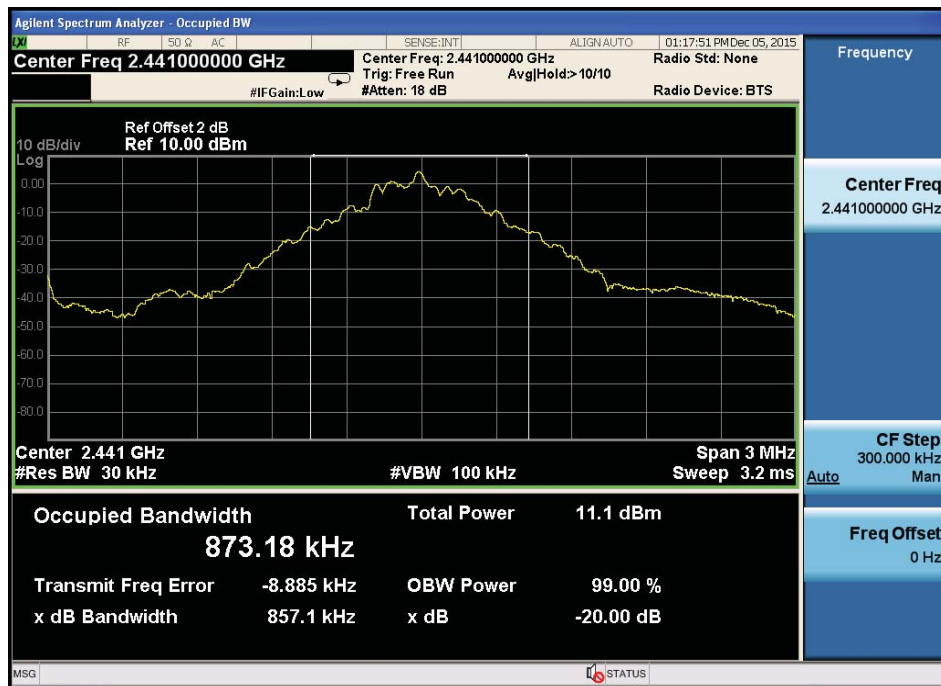 Agilent Spectrum Analyzer - Occupied BW
LXI RF 50 Ω AC SENSE:INT ALIGN AUTO 01:17:51 PM Dec 05, 2015
Center Freq 2.441000000 GHz
Center Freq: 2.441000000 GHz
Radio Std: None
Trig: Free Run Avg|Hold:> 10/10
#IFGain:Low #Atten: 18 dB Radio Device: BTS
Frequency
Ref Offset 2 dB
10 dB/div Ref 10.00 dBm
Log
0.00
-10.0
-20.0
-30.0
-40.0
-50.0
-60.0
-70.0
-80.0
Center 2.441 GHz Span 3 MHz
#Res BW 30 kHz #VBW 100 kHz Sweep 3.2 ms
Occupied Bandwidth Total Power 11.1 dBm
873.18 kHz
Transmit Freq Error -8.885 kHz OBW Power 99.00 %
x dB Bandwidth 857.1 kHz x dB -20.00 dB
Center Freq
2.441000000 GHz
CF Step
300.000 kHz
Auto Man
Freq Offset
0 Hz
MSG STATUS